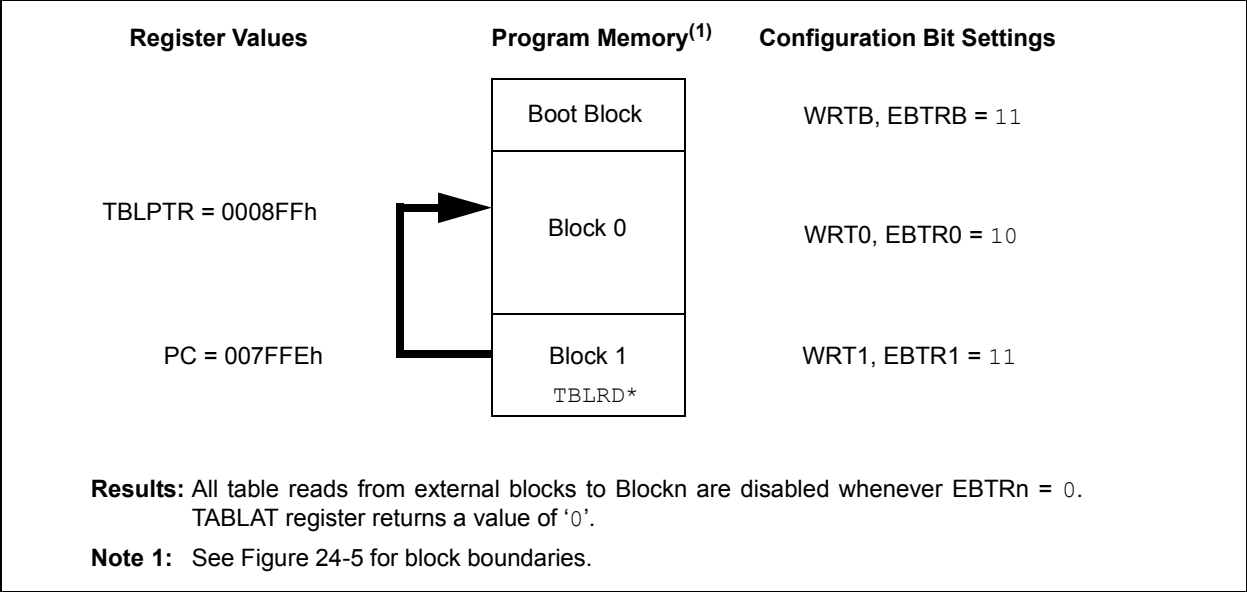 Register Values Program Memory(1) Configuration Bit Settings
Boot Block WRTB, EBTRB = 11
TBLPTR = 0008FFh
Block 0
WRT0, EBTR0 = 10
PC = 007FFEh Block 1 WRT1, EBTR1 = 11
TBLRD*
Results: All table reads from external blocks to Blockn are disabled whenever EBTRn = 0.
TABLAT register returns a value of ‘0’.
Note 1: See Figure 24-5 for block boundaries.